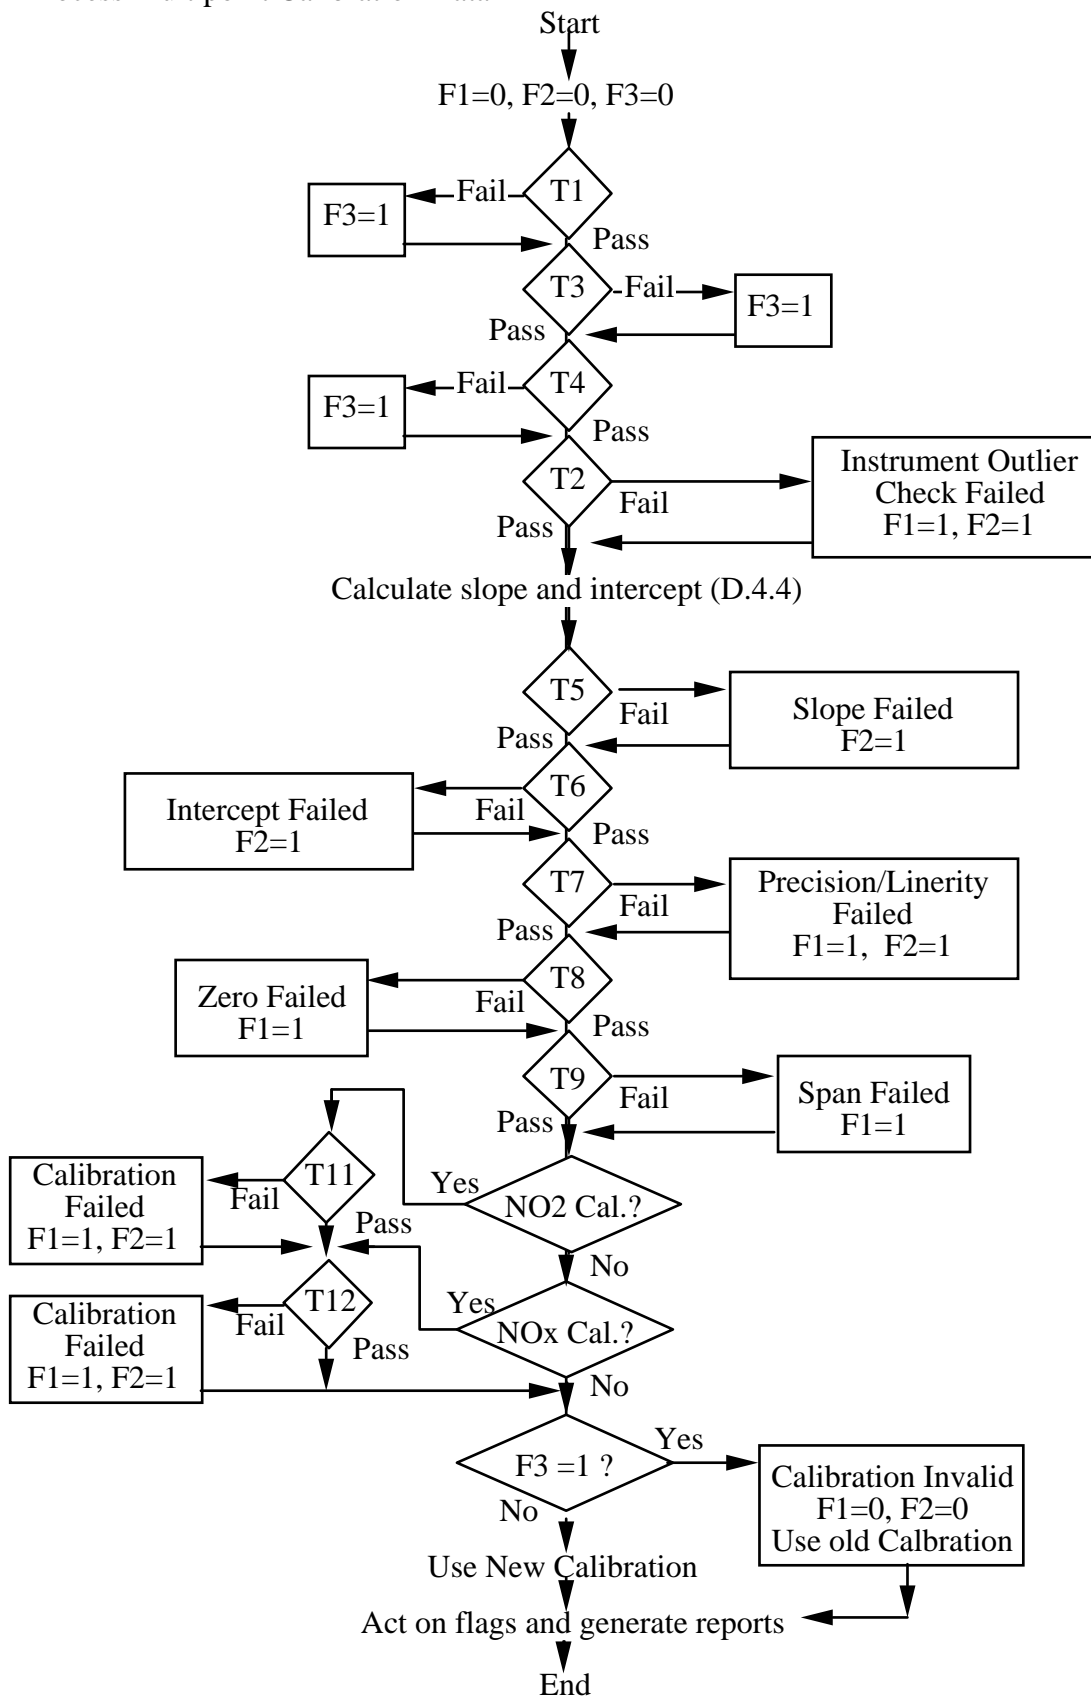 Start
F1=0, F2=0, F3=0
T1
Fail
F3=1
Pass
T3
Fail
F3=1
Pass
T4
Fail
F3=1
Pass
T2
Fail
Instrument Outlier
Check Failed
F1=1, F2=1
Pass
Calculate slope and intercept (D.4.4)
T5
Fail
Slope Failed
F2=1
Pass
T6
Fail
Intercept Failed
F2=1
Pass
T7
Fail
Precision/Linerity
Failed
F1=1, F2=1
Pass
T8
Fail
Zero Failed
F1=1
Pass
T9
Fail
Span Failed
F1=1
Pass
NO2 Cal.?
Yes
T11
Fail
Calibration
Failed
F1=1, F2=1
Pass
No
NOx Cal.?
Yes
T12
Fail
Calibration
Failed
F1=1, F2=1
Pass
No
F3 =1 ?
Yes
Calibration Invalid
F1=0, F2=0
Use old Calbration
No
Use New Calibration
Act on flags and generate reports
End